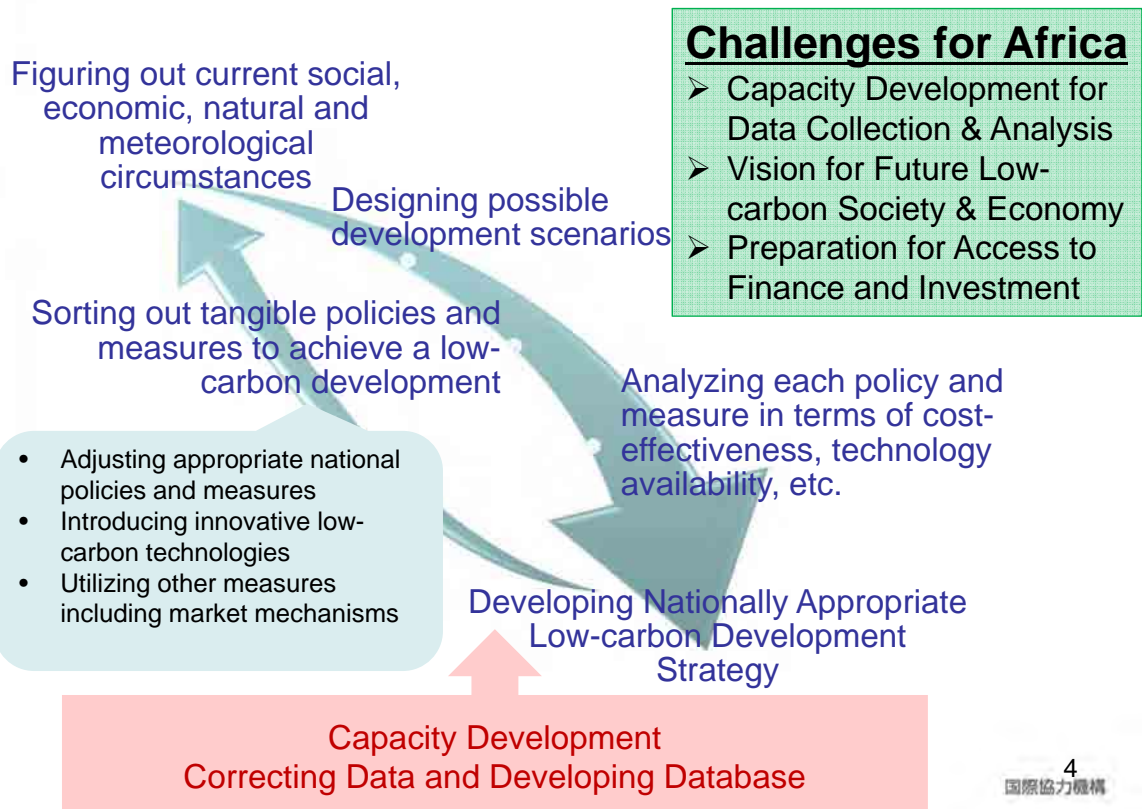 Challenges for Africa
➢ Capacity Development for
Data Collection & Analysis
➢ Vision for Future Low-
carbon Society & Economy
➢ Preparation for Access to
Finance and Investment
Figuring out current social,
economic, natural and
meteorological
circumstances
Designing possible
development scenarios
Sorting out tangible policies and
measures to achieve a low-
carbon development
Analyzing each policy and
measure in terms of cost-
effectiveness, technology
availability, etc.
• Adjusting appropriate national
policies and measures
• Introducing innovative low-
carbon technologies
• Utilizing other measures
including market mechanisms
Developing Nationally Appropriate
Low-carbon Development
Strategy
Capacity Development
Correcting Data and Developing Database
4
国際協力機構